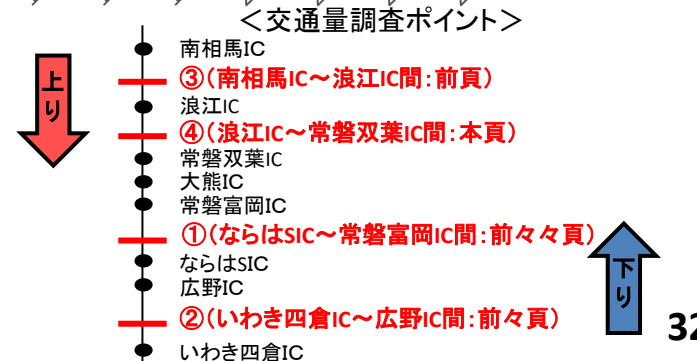 ＜交通量調査ポイント＞
南相馬IC
上り
③(南相馬IC～浪江IC間：前頁)
浪江IC
④(浪江IC～常磐双葉IC間：本頁)
常磐双葉IC
大熊IC
常磐富岡IC
①(ならはSIC～常磐富岡IC間：前々々頁)
ならはSIC
下り
広野IC
②(いわき四倉IC～広野IC間：前々頁)
32
いわき四倉IC